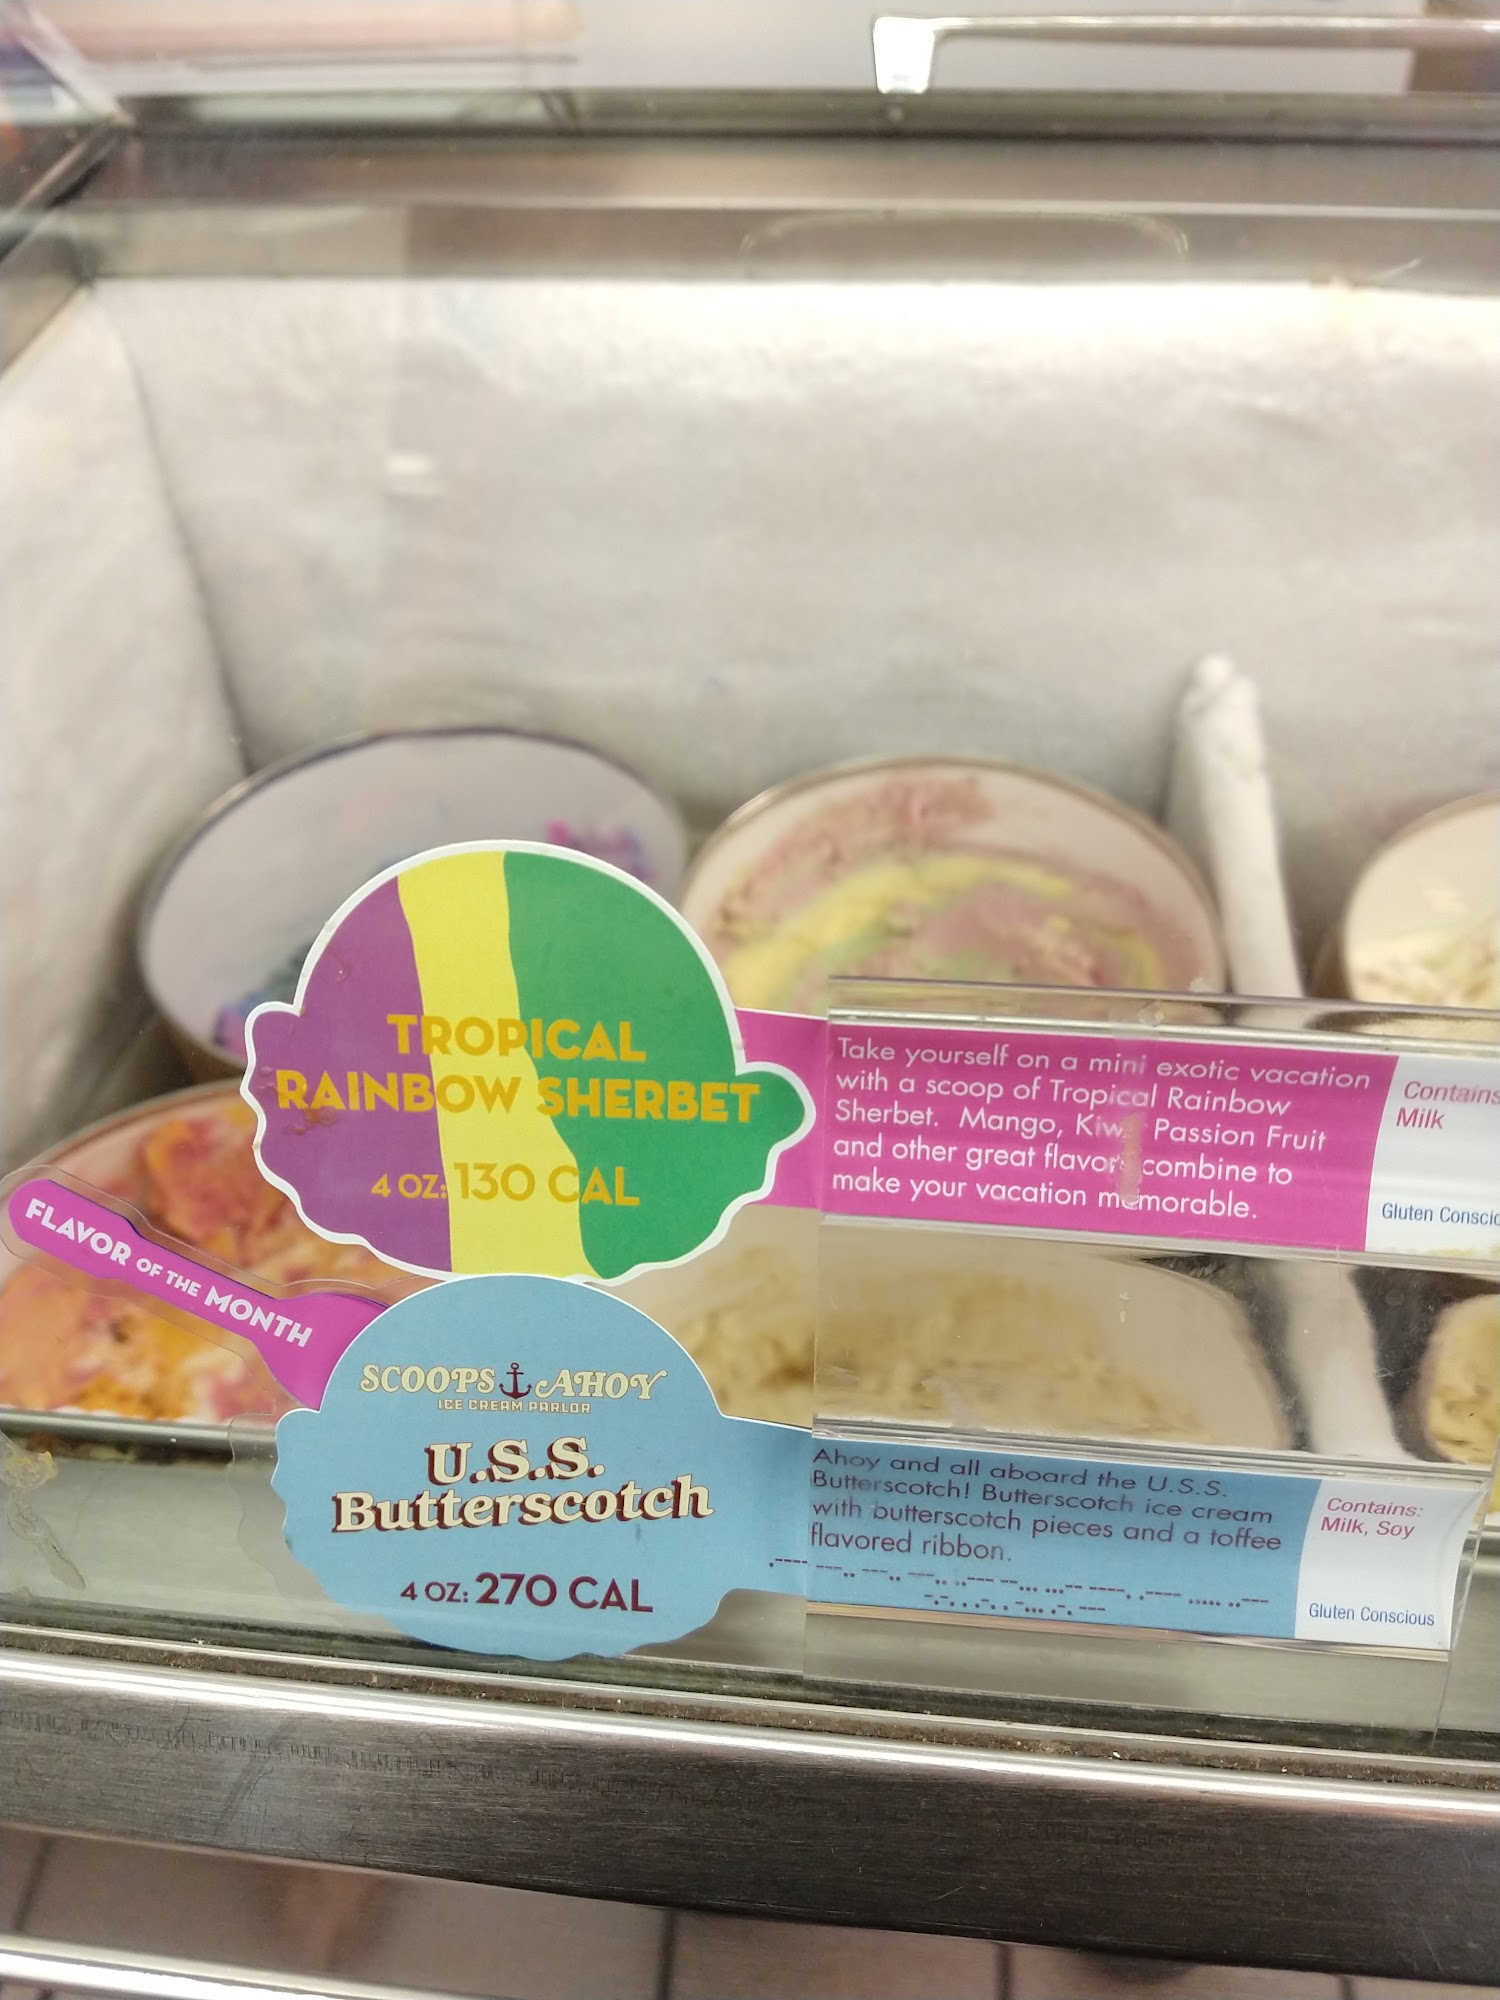 TROPICAL
RAINBOW SHERBET
4 OZ: 130 CAL
Take yourself on a mini exotic vacation
with a scoop of Tropical Rainbow
Sherbet. Mango, Kiwi, Passion Fruit
and other great flavors combine to
make your vacation memorable.
Contains
Milk
Gluten Conscio
FLAVOR OF THE MONTH
SCOOPS AHOY
ICE CREAM PARLOR
U.S.S.
Butterscotch
4 OZ: 270 CAL
Ahoy and all aboard the U.S.S.
Butterscotch! Butterscotch ice cream
with butterscotch pieces and a toffee
flavored ribbon.
Contains:
Milk, Soy
Gluten Conscious